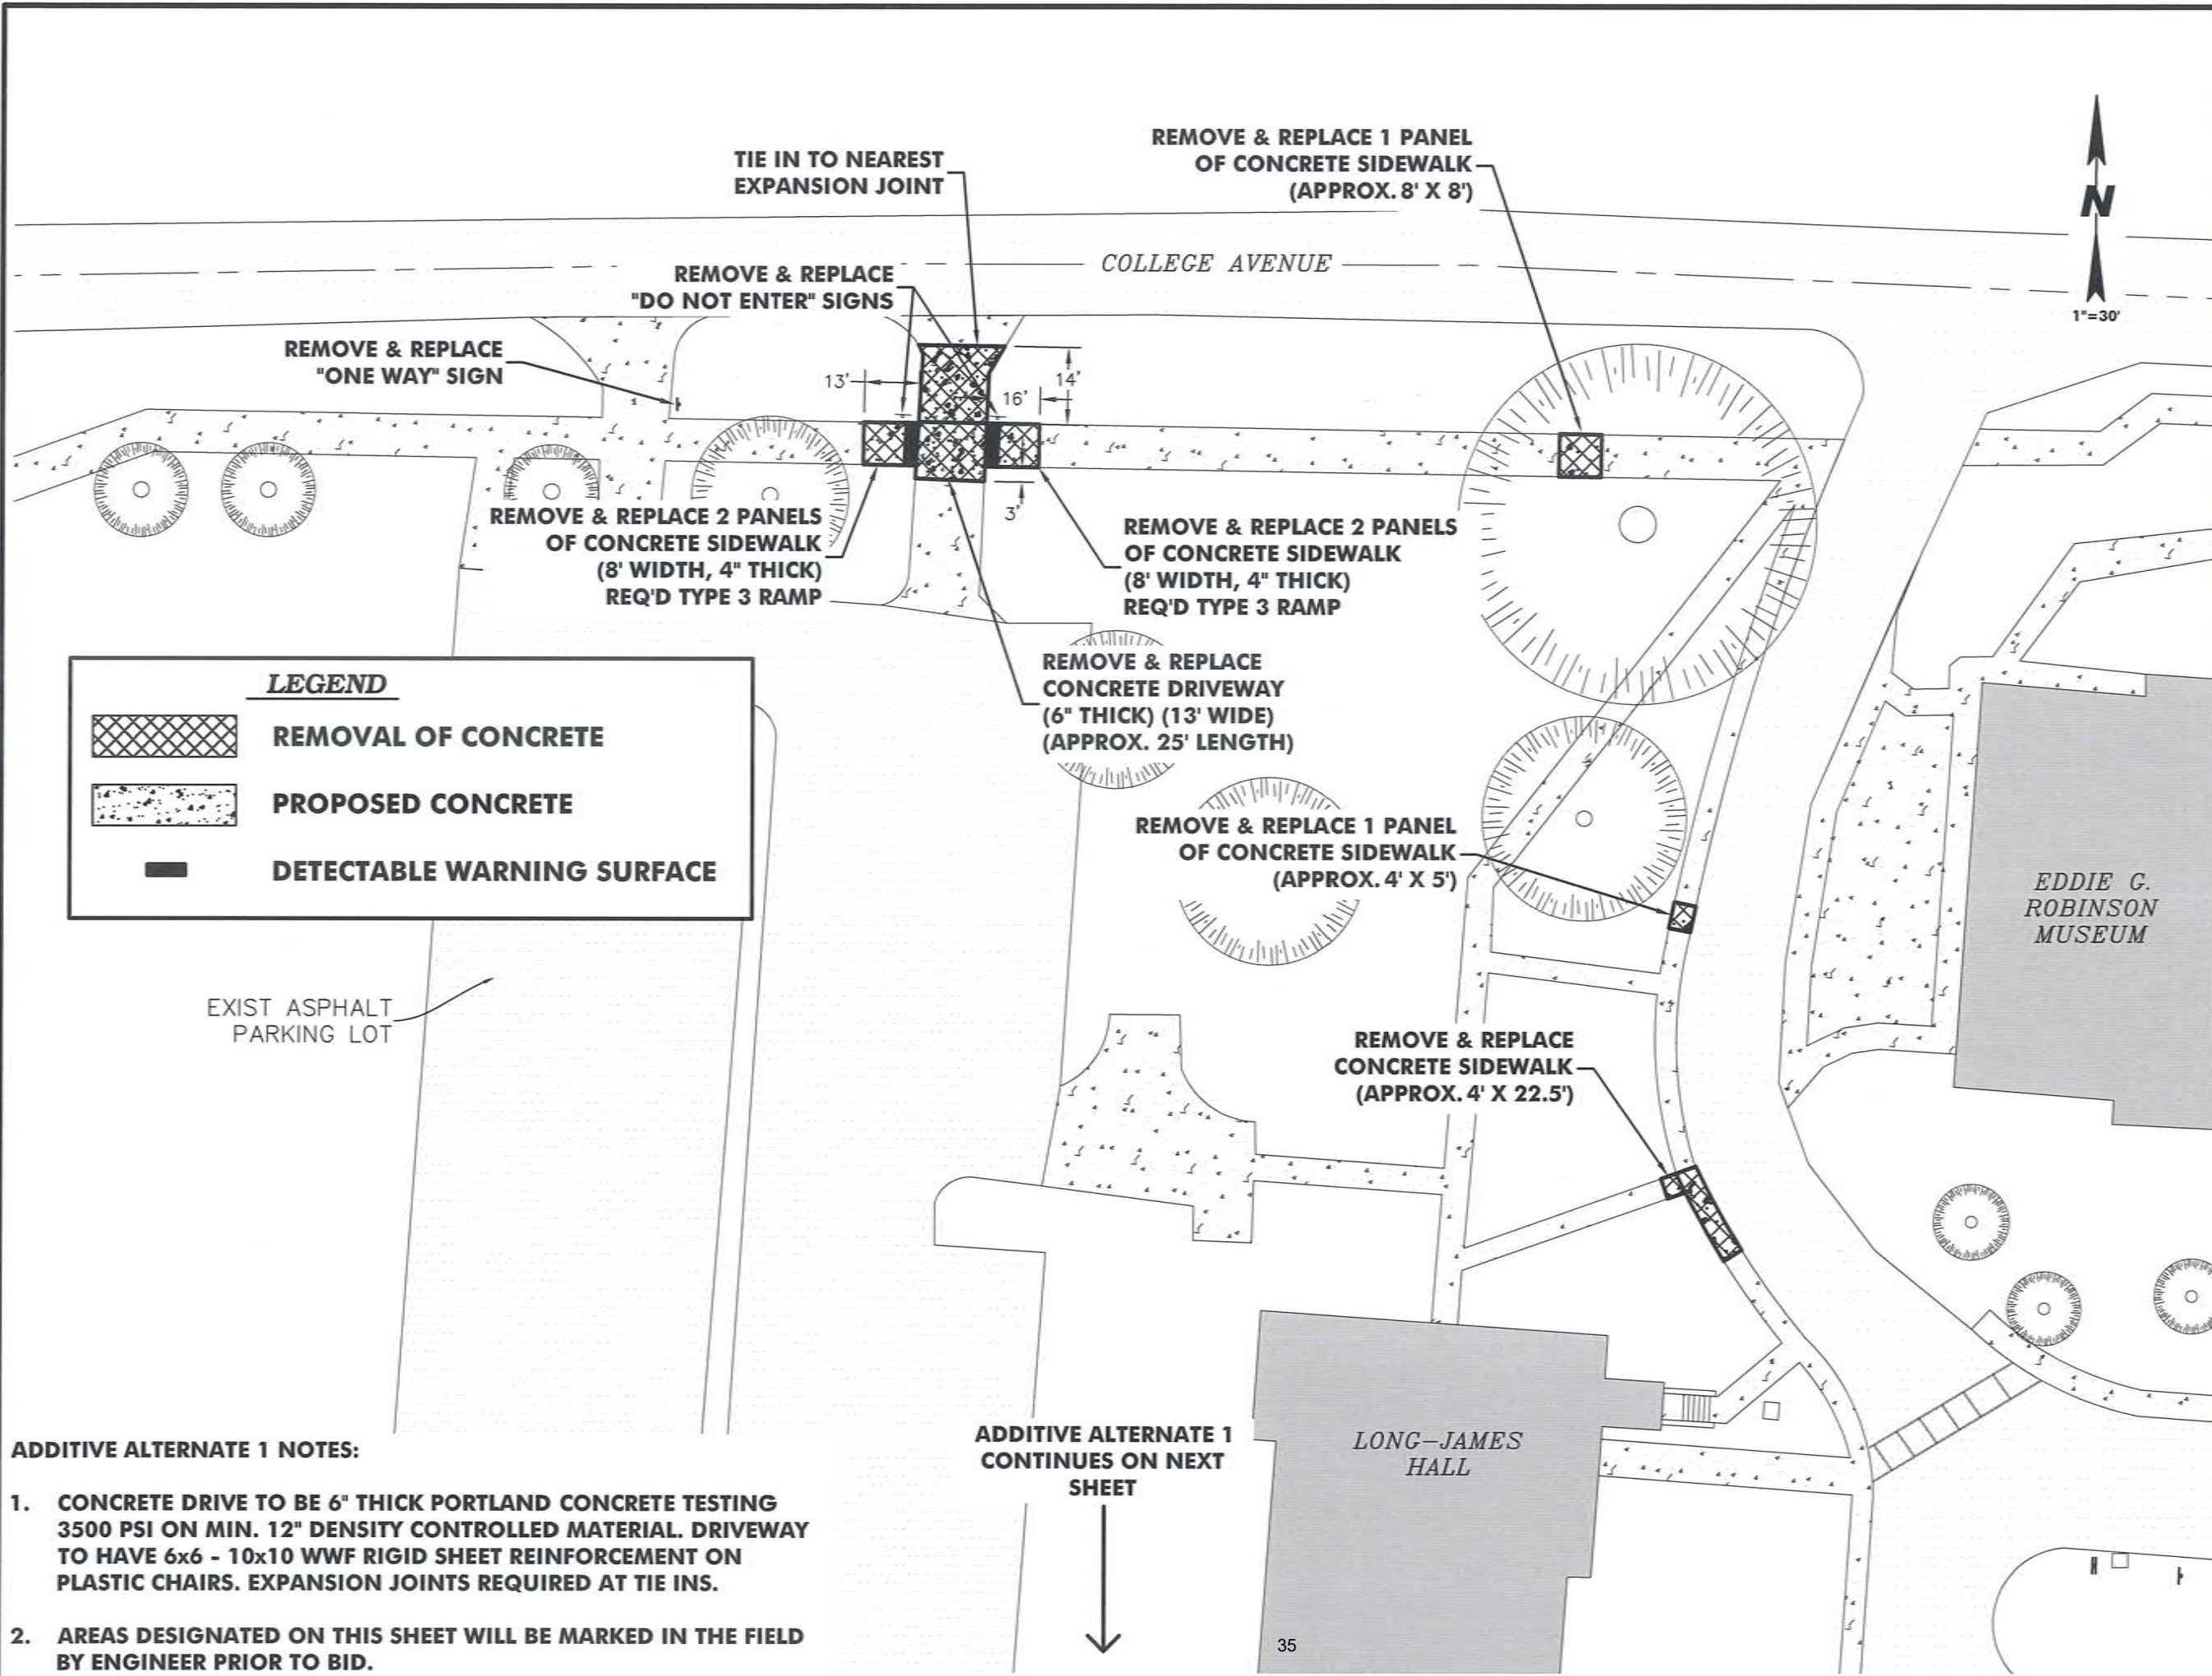 REMOVE & REPLACE 1 PANEL
OF CONCRETE SIDEWALK
(APPROX. 8' X 8')
TIE IN TO NEAREST
EXPANSION JOINT
N
1"=30'
COLLEGE AVENUE
REMOVE & REPLACE
"DO NOT ENTER" SIGNS
REMOVE & REPLACE
"ONE WAY" SIGN
13'
14'
16'
3'
REMOVE & REPLACE 2 PANELS
OF CONCRETE SIDEWALK
(8' WIDTH, 4" THICK)
REQ'D TYPE 3 RAMP
REMOVE & REPLACE 2 PANELS
OF CONCRETE SIDEWALK
(8' WIDTH, 4" THICK)
REQ'D TYPE 3 RAMP
REMOVE & REPLACE
CONCRETE DRIVEWAY
(6" THICK) (13' WIDE)
(APPROX. 25' LENGTH)
LEGEND
REMOVAL OF CONCRETE
PROPOSED CONCRETE
DETECTABLE WARNING SURFACE
REMOVE & REPLACE 1 PANEL
OF CONCRETE SIDEWALK
(APPROX. 4' X 5')
EDDIE G.
ROBINSON
MUSEUM
EXIST ASPHALT
PARKING LOT
REMOVE & REPLACE
CONCRETE SIDEWALK
(APPROX. 4' X 22.5')
ADDITIVE ALTERNATE 1
CONTINUES ON NEXT
SHEET
LONG-JAMES
HALL
ADDITIVE ALTERNATE 1 NOTES:
1. CONCRETE DRIVE TO BE 6" THICK PORTLAND CONCRETE TESTING
3500 PSI ON MIN. 12" DENSITY CONTROLLED MATERIAL. DRIVEWAY
TO HAVE 6x6 - 10x10 WWF RIGID SHEET REINFORCEMENT ON
PLASTIC CHAIRS. EXPANSION JOINTS REQUIRED AT TIE INS.
2. AREAS DESIGNATED ON THIS SHEET WILL BE MARKED IN THE FIELD
BY ENGINEER PRIOR TO BID.
35